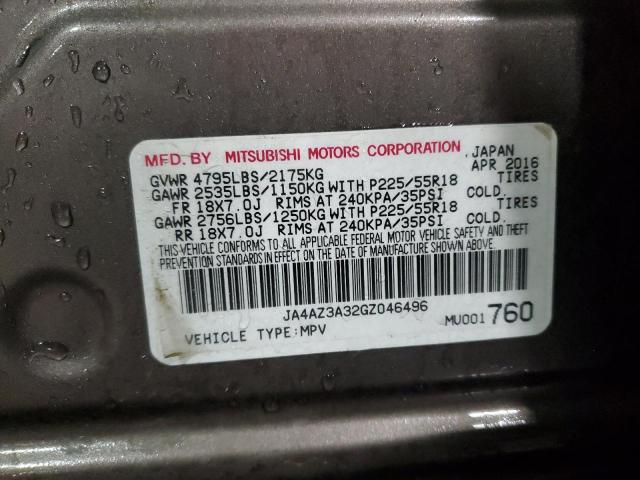 MFD. BY MITSUBISHI MOTORS CORPORATION, JAPAN
GVWR 4795LBS/2175KG APR 2016
GAWR 2535LBS/1150KG WITH P225/55R18 TIRES
FR 18X7.0J RIMS AT 240KPA/35PSI COLD.
GAWR 2756LBS/1250KG WITH P225/55R18 TIRES
RR 18X7.0J RIMS AT 240KPA/35PSI COLD.
THIS VEHICLE CONFORMS TO ALL APPLICABLE FEDERAL MOTOR VEHICLE SAFETY AND THEFT
PREVENTION STANDARDS IN EFFECT ON THE DATE OF MANUFACTURE SHOWN ABOVE.
JA4AZ3A32GZ046496
VEHICLE TYPE:MPV MU001 760